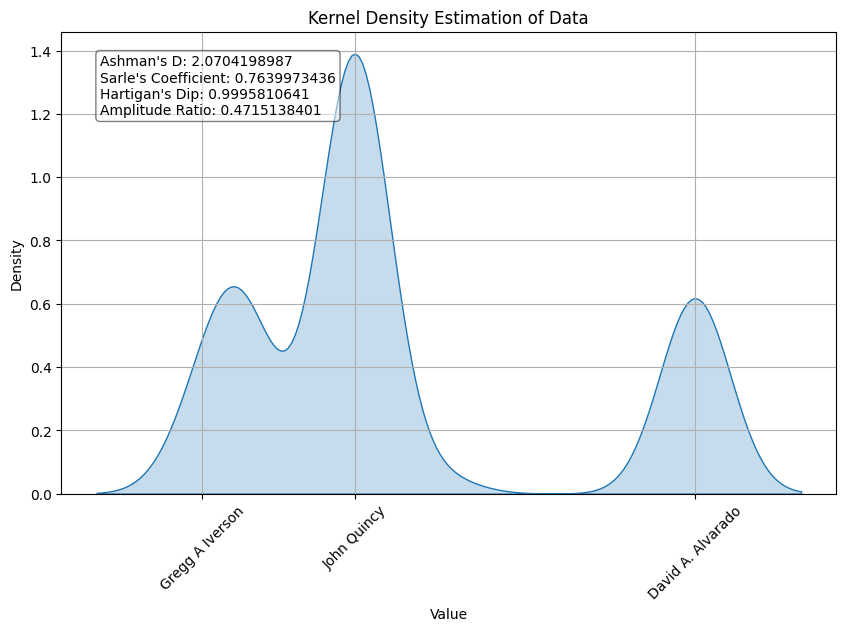 Kernel Density Estimation of Data
Ashman's D: 2.0704198987
Sarle's Coefficient: 0.7639973436
Hartigan's Dip: 0.9995810641
Amplitude Ratio: 0.4715138401
1.4
1.2
1.0
0.8
0.6
0.4
0.2
0.0
Density
Gregg A Iverson
John Quincy
David A. Alvarado
Value